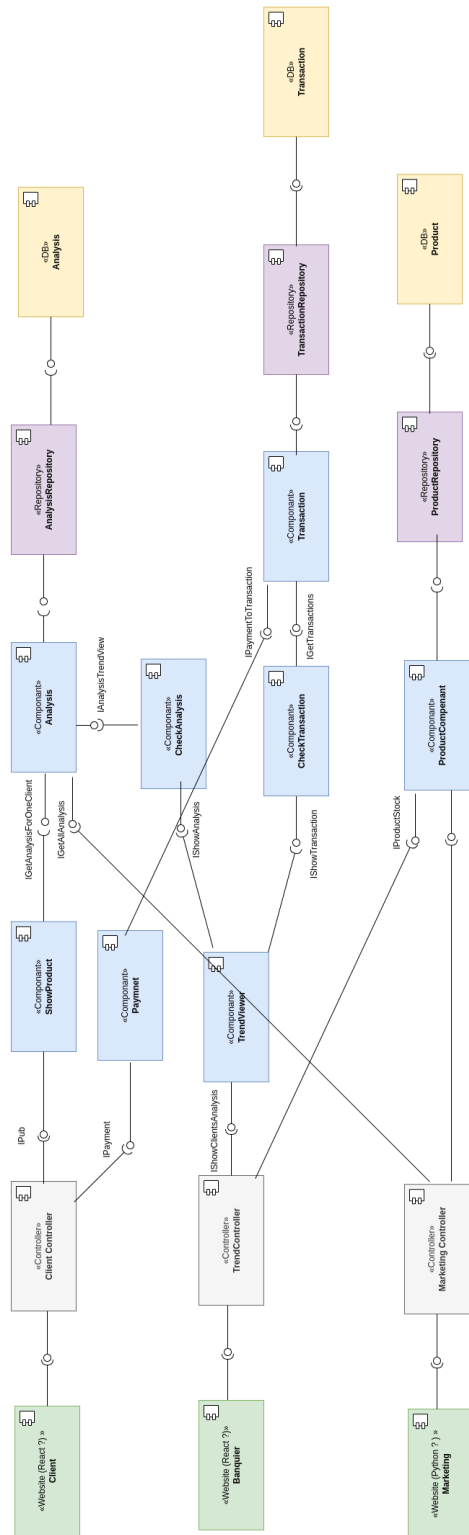 «DB»
Transaction
«DB»
Analysis
«DB»
Product
«Repository»
TransactionRepository
«Repository»
AnalysisRepository
«Repository»
ProductRepository
«Componant»
Transaction
IPaymentToTransaction
IGetTransactions
«Componant»
Analysis
IAnalysisTrendView
«Componant»
CheckAnalysis
«Componant»
CheckTransaction
«Componant»
ProductCompenant
IGetAnalysisForOneClient
IGetAllAnalysis
IShowAnalysis
IShowTransaction
IProductStock
«Componant»
ShowProduct
«Componant»
Paymnet
«Componant»
TrendViewer
IPub
IPayment
IShowClientsAnalysis
«Controller»
Client Controller
«Controller»
TrendController
«Controller»
Marketing Controller
«Website (React ?) »
Client
«Website (React ?)»
Banquier
«Website (Python ? ) »
Marketing